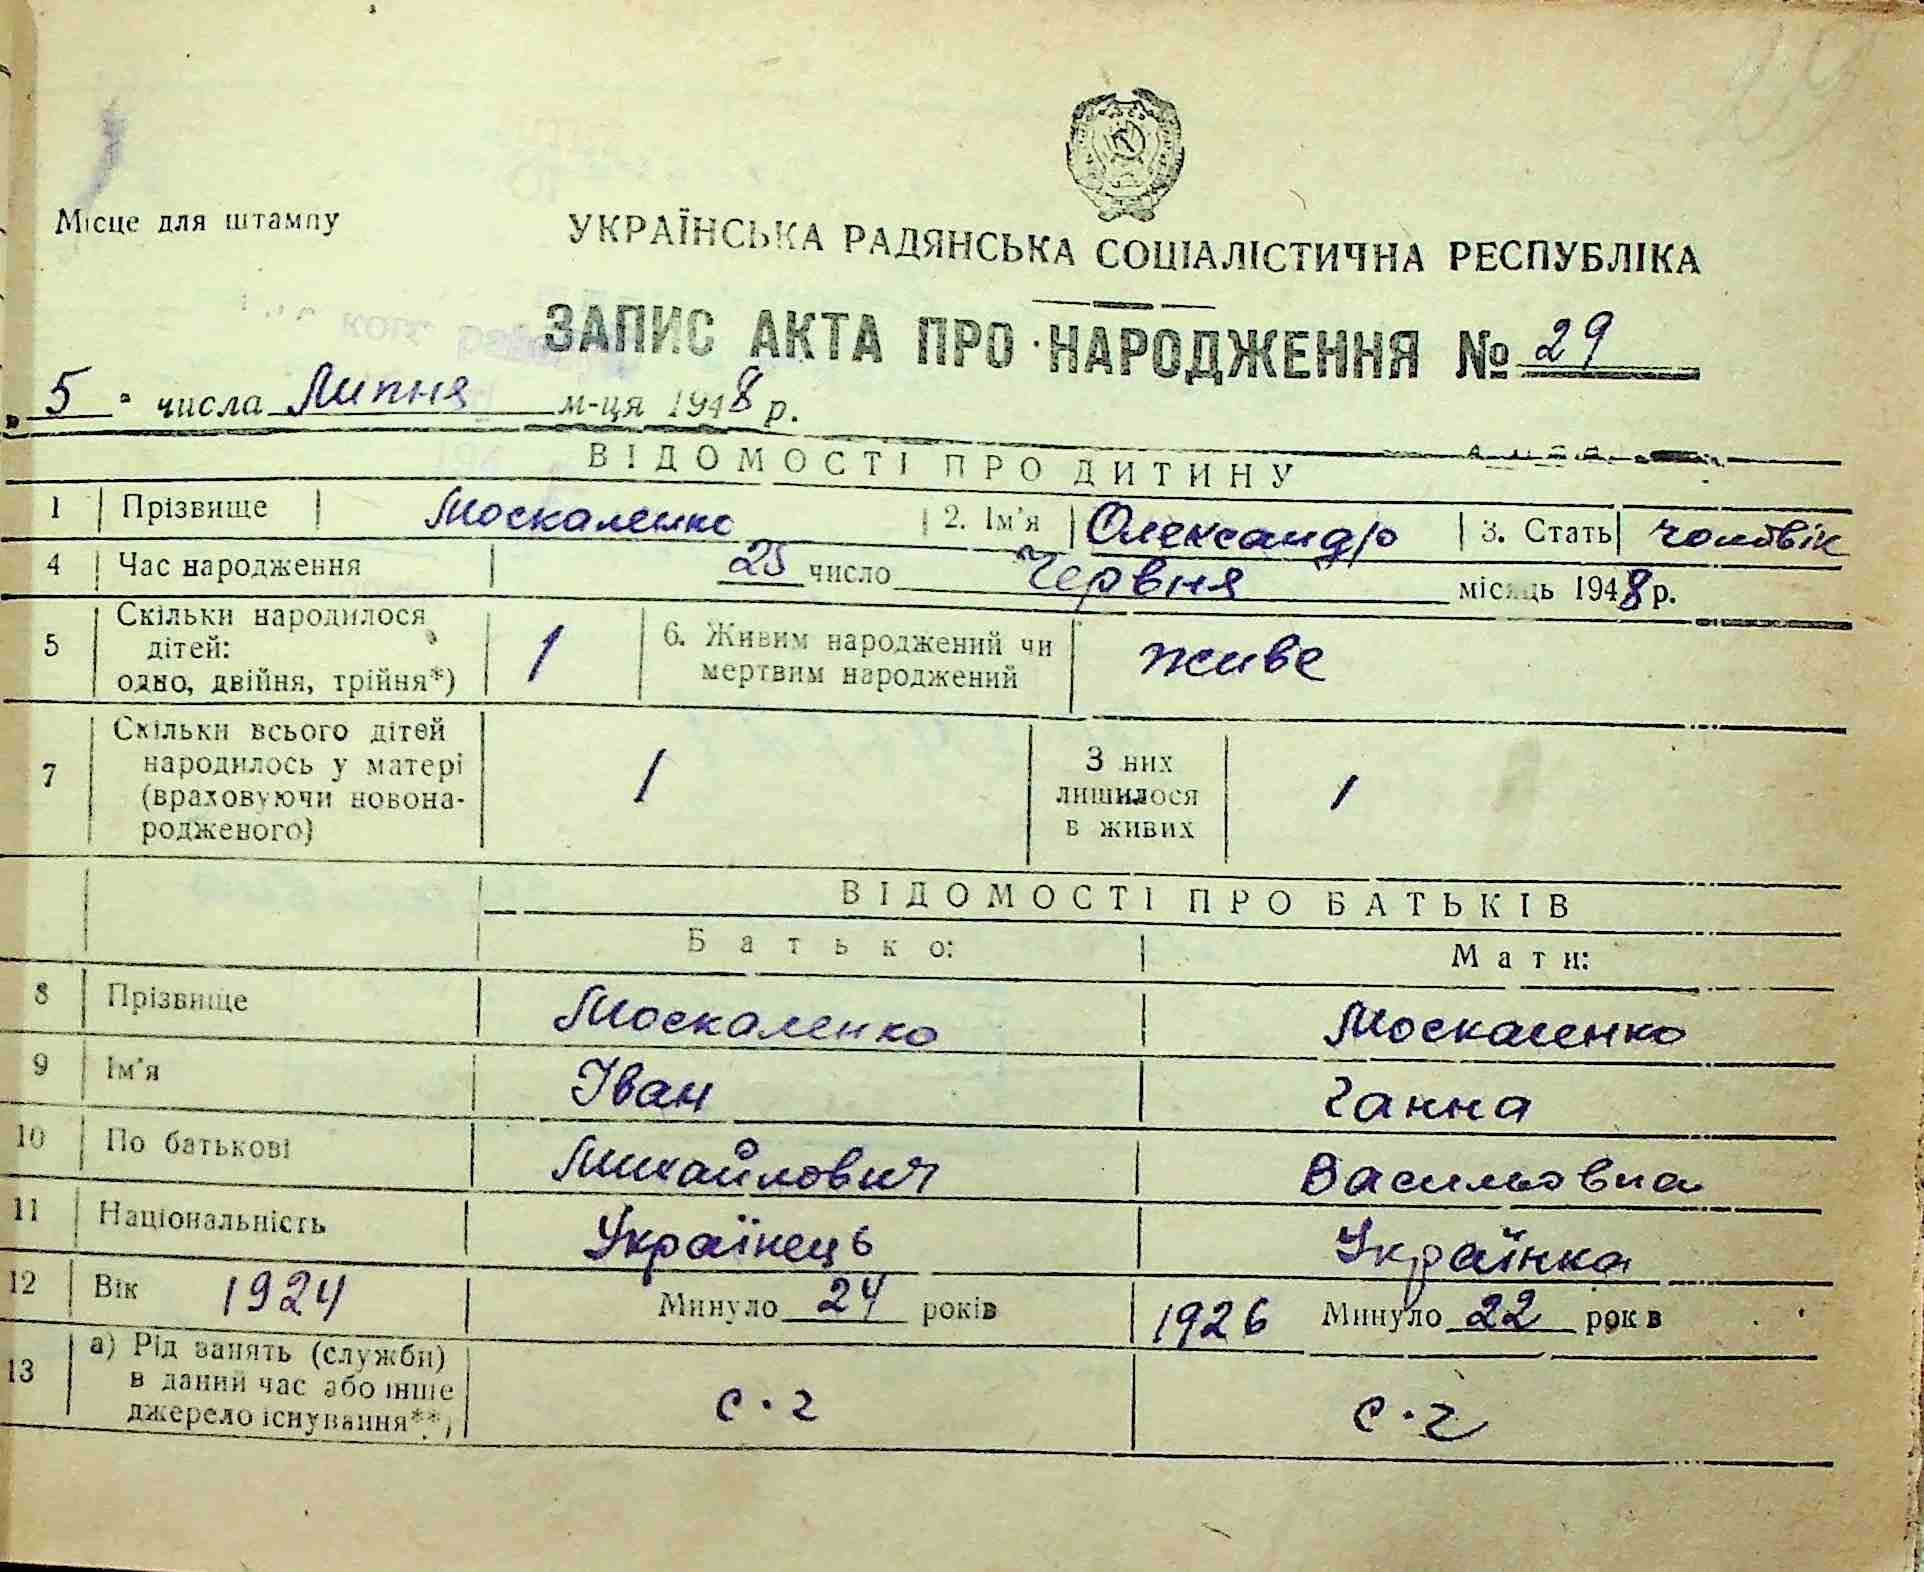 Місце для штампу
УКРАЇНСЬКА РАДЯНСЬКА СОЦІАЛІСТИЧНА РЕСПУБЛІКА
ЗАПИС АКТА ПРО НАРОДЖЕННЯ № 29
„ 5 " числа Липня м-ця 1948 р.
ВІДОМОСТІ ПРО ДИТИНУ
1 Прізвище Москаленко 2. Ім'я Олександр 3. Стать чоловік
4 Час народження 25 число Червня місяць 1948 р.
5 Скільки народилося дітей: одно, двійня, трійня*) 1 6. Живим народжений чи мертвим народжений живе
7 Скільки всього дітей народилось у матері (враховуючи новонародженого) 1 З них лишилося в живих 1
ВІДОМОСТІ ПРО БАТЬКІВ
Батько: Мати:
8 Прізвище Москаленко Москаленко
9 Ім'я Іван Ганна
10 По батькові Михайлович Васильовна
11 Національність Українець Українка
12 Вік 1924 Минуло 24 років 1926 Минуло 22 рок в
13 а) Рід занять (служби) в даний час або інше джерело існування**) с.г с.г